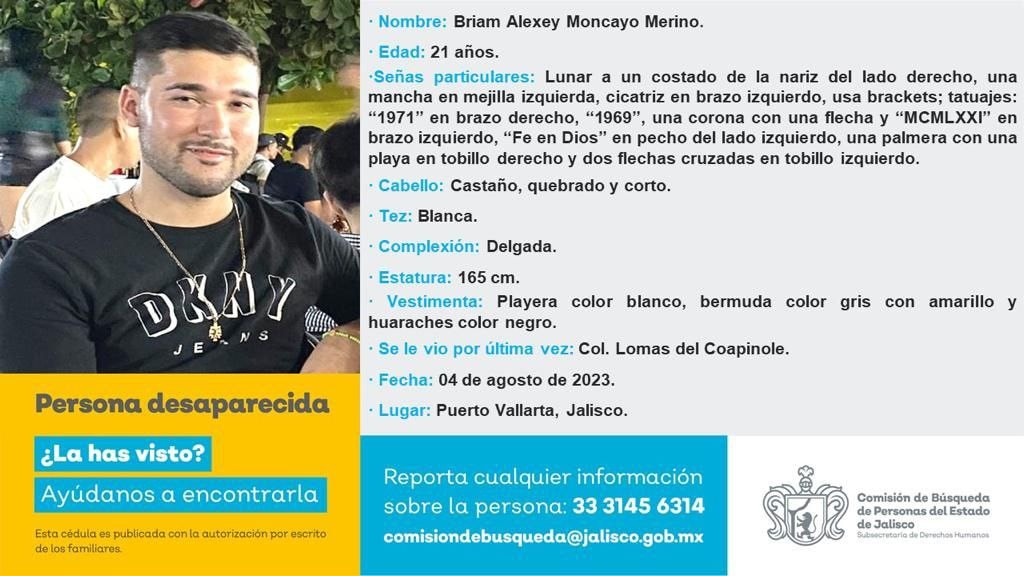 DKNY
JEANS
· Nombre: Briam Alexey Moncayo Merino.
· Edad: 21 años.
·Señas particulares: Lunar a un costado de la nariz del lado derecho, una
mancha en mejilla izquierda, cicatriz en brazo izquierdo, usa brackets; tatuajes:
“1971” en brazo derecho, “1969”, una corona con una flecha y “MCMLXXI” en
brazo izquierdo, “Fe en Dios” en pecho del lado izquierdo, una palmera con una
playa en tobillo derecho y dos flechas cruzadas en tobillo izquierdo.
· Cabello: Castaño, quebrado y corto.
· Tez: Blanca.
· Complexión: Delgada.
· Estatura: 165 cm.
· Vestimenta: Playera color blanco, bermuda color gris con amarillo y
huaraches color negro.
· Se le vio por última vez: Col. Lomas del Coapinole.
· Fecha: 04 de agosto de 2023.
· Lugar: Puerto Vallarta, Jalisco.
Persona desaparecida
¿La has visto?
Ayúdanos a encontrarla
Esta cédula es publicada con la autorización por escrito
de los familiares.
Reporta cualquier información
sobre la persona: 33 3145 6314
comisiondebusqueda@jalisco.gob.mx
Comisión de Búsqueda
de Personas del Estado
de Jalisco
Subsecretaría de Derechos Humanos